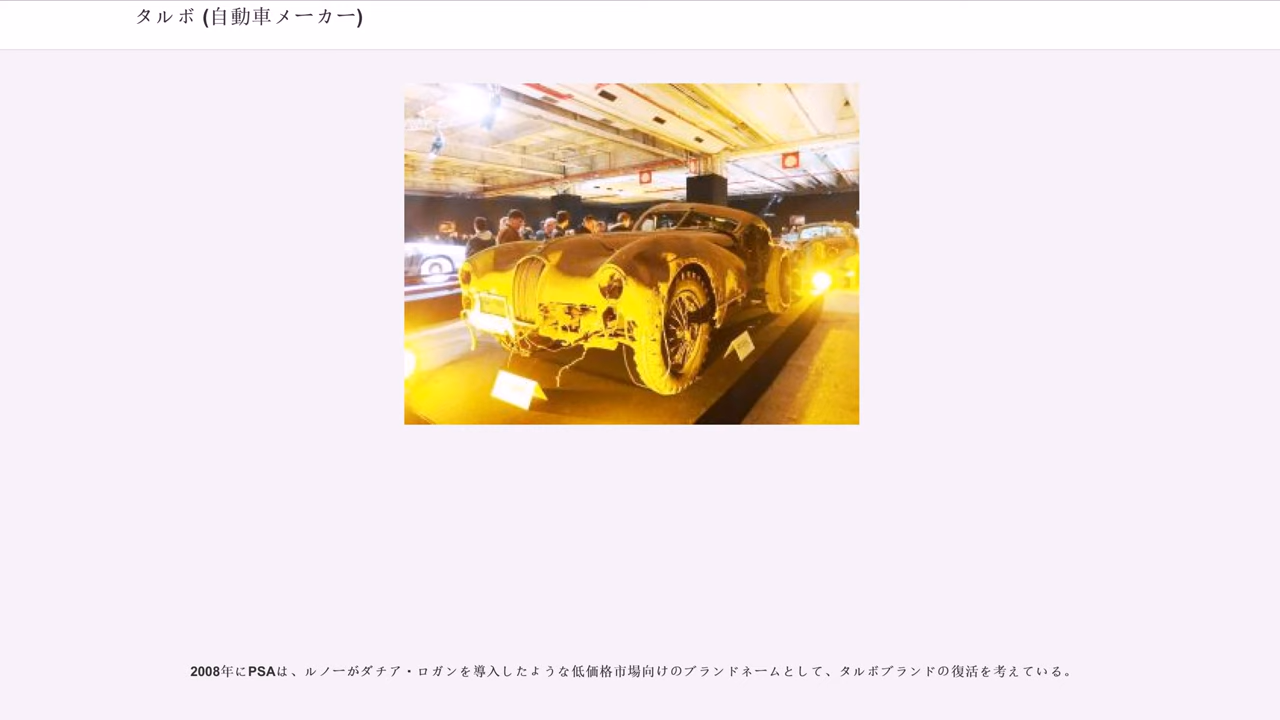 タルボ (自動車メーカー)
2008年にPSAは、ルノーがダチア・ロガンを導入したような低価格市場向けのブランドネームとして、タルボブランドの復活を考えている。